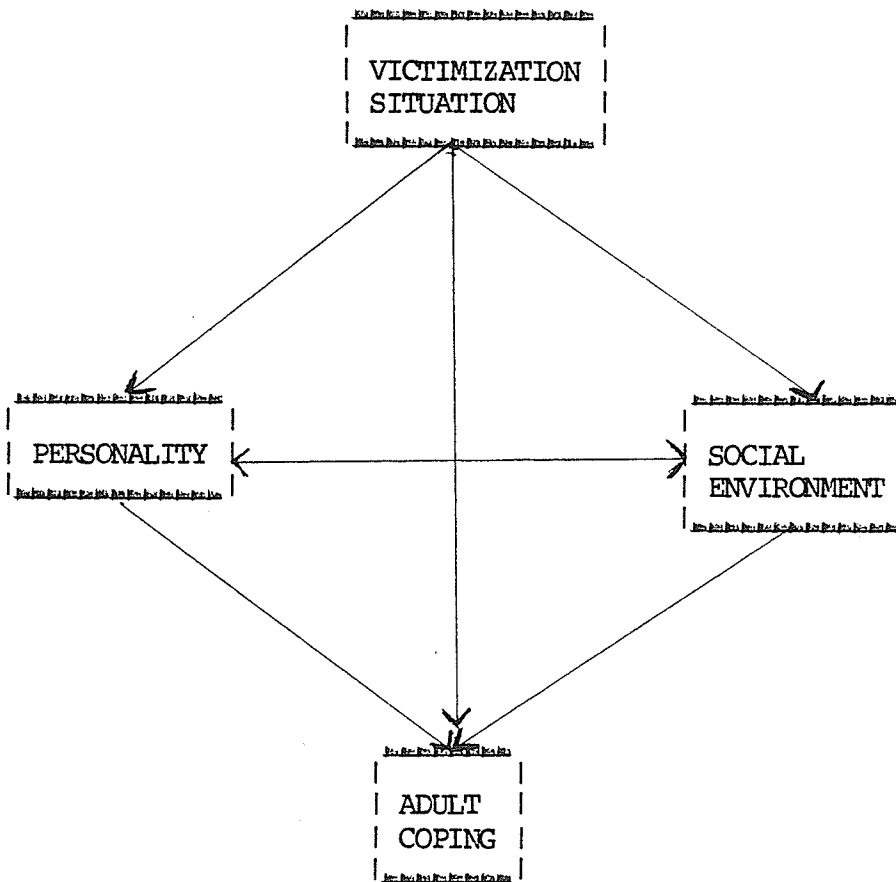 VICTIMIZATION
SITUATION
PERSONALITY
SOCIAL
ENVIRONMENT
ADULT
COPING